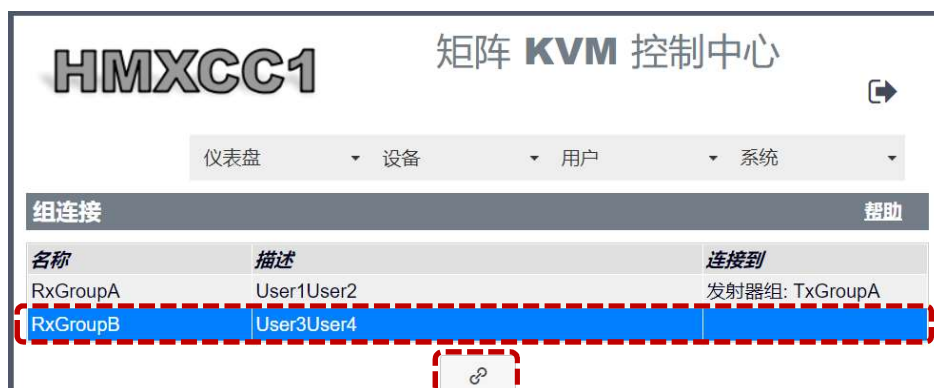 HMXCC1
矩阵 KVM 控制中心
仪表盘 设备 用户 系统
组连接 帮助
名称 描述 连接到
RxGroupA User1User2 发射器组: TxGroupA
RxGroupB User3User4